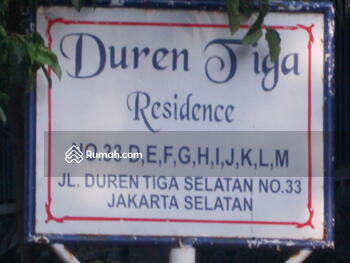 Duren Tiga
Residence
NO.33 D,E,F,G,H,I,J,K,L,M
Rumah.com
JL. DUREN TIGA SELATAN NO.33
JAKARTA SELATAN